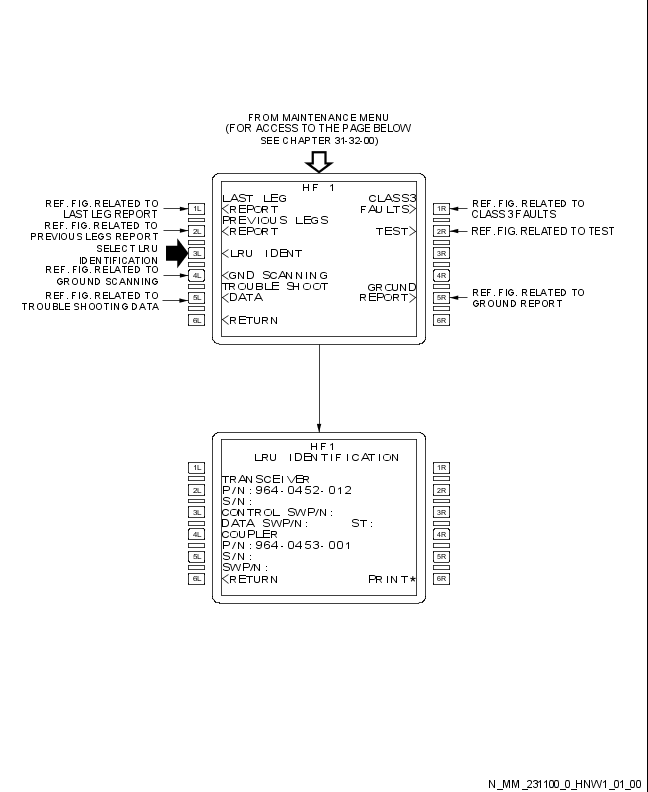 FROM MAINTENANCE MENU
(FOR ACCESS TO THE PAGE BELOW
SEE CHAPTER 31-32-00)
HF 1
LAST LEG CLASS3
<REPORT FAULTS>
PREVIOUS LEGS
<REPORT TEST>
<LRU IDENT
<GND SCANNING
TROUBLE SHOOT GROUND
<DATA REPORT>
<RETURN
REF. FIG. RELATED TO
LAST LEG REPORT
REF. FIG. RELATED TO
PREVIOUS LEGS REPORT
SELECT LRU
IDENTIFICATION
REF. FIG. RELATED TO
GROUND SCANNING
REF. FIG. RELATED TO
TROUBLE SHOOTING DATA
1L
2L
3L
4L
5L
6L
1R
2R
3R
4R
5R
6R
REF. FIG. RELATED TO
CLASS 3 FAULTS
REF. FIG. RELATED TO TEST
REF. FIG. RELATED TO
GROUND REPORT
HF1
LRU IDENTIFICATION
TRANSCEIVER
P/N : 964-0452-012
S/N :
CONTROL SWP/N :
DATA SWP/N : ST :
COUPLER
P/N : 964-0453-001
S/N :
SWP/N :
<RETURN PRINT*
1L
2L
3L
4L
5L
6L
1R
2R
3R
4R
5R
6R
N_MM_231100_0_HNW1_01_00